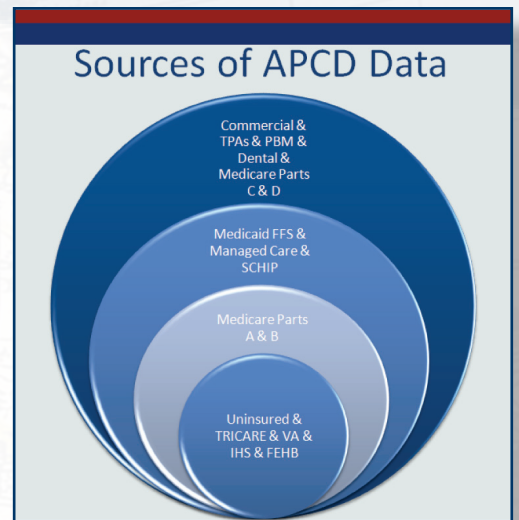 Sources of APCD Data
Commercial &
TPAs & PBM &
Dental &
Medicare Parts
C & D
Medicaid FFS &
Managed Care &
SCHIP
Medicare Parts
A & B
Uninsured &
TRICARE & VA &
IHS & FEHB